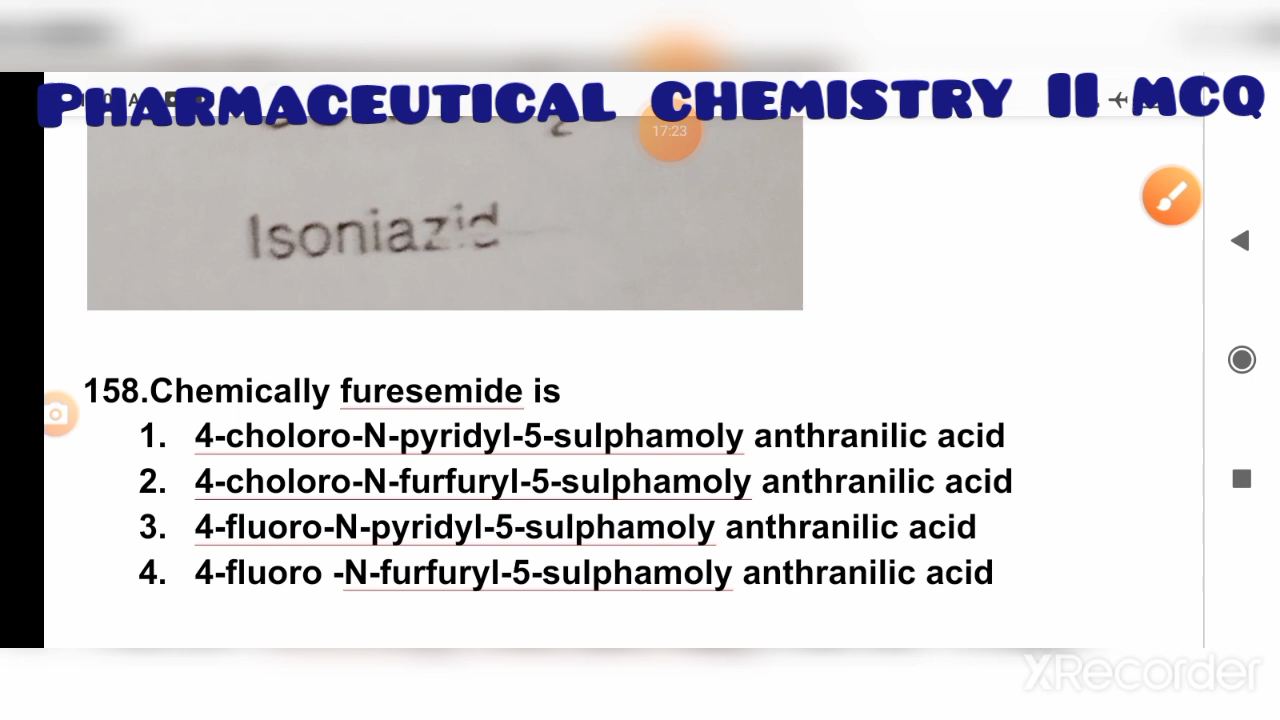 PHARMACEUTICAL CHEMISTRY II MCQ
17:23
Isoniazid
158.Chemically furesemide is
1. 4-choloro-N-pyridyl-5-sulphamoly anthranilic acid
2. 4-choloro-N-furfuryl-5-sulphamoly anthranilic acid
3. 4-fluoro-N-pyridyl-5-sulphamoly anthranilic acid
4. 4-fluoro -N-furfuryl-5-sulphamoly anthranilic acid
XRecorder